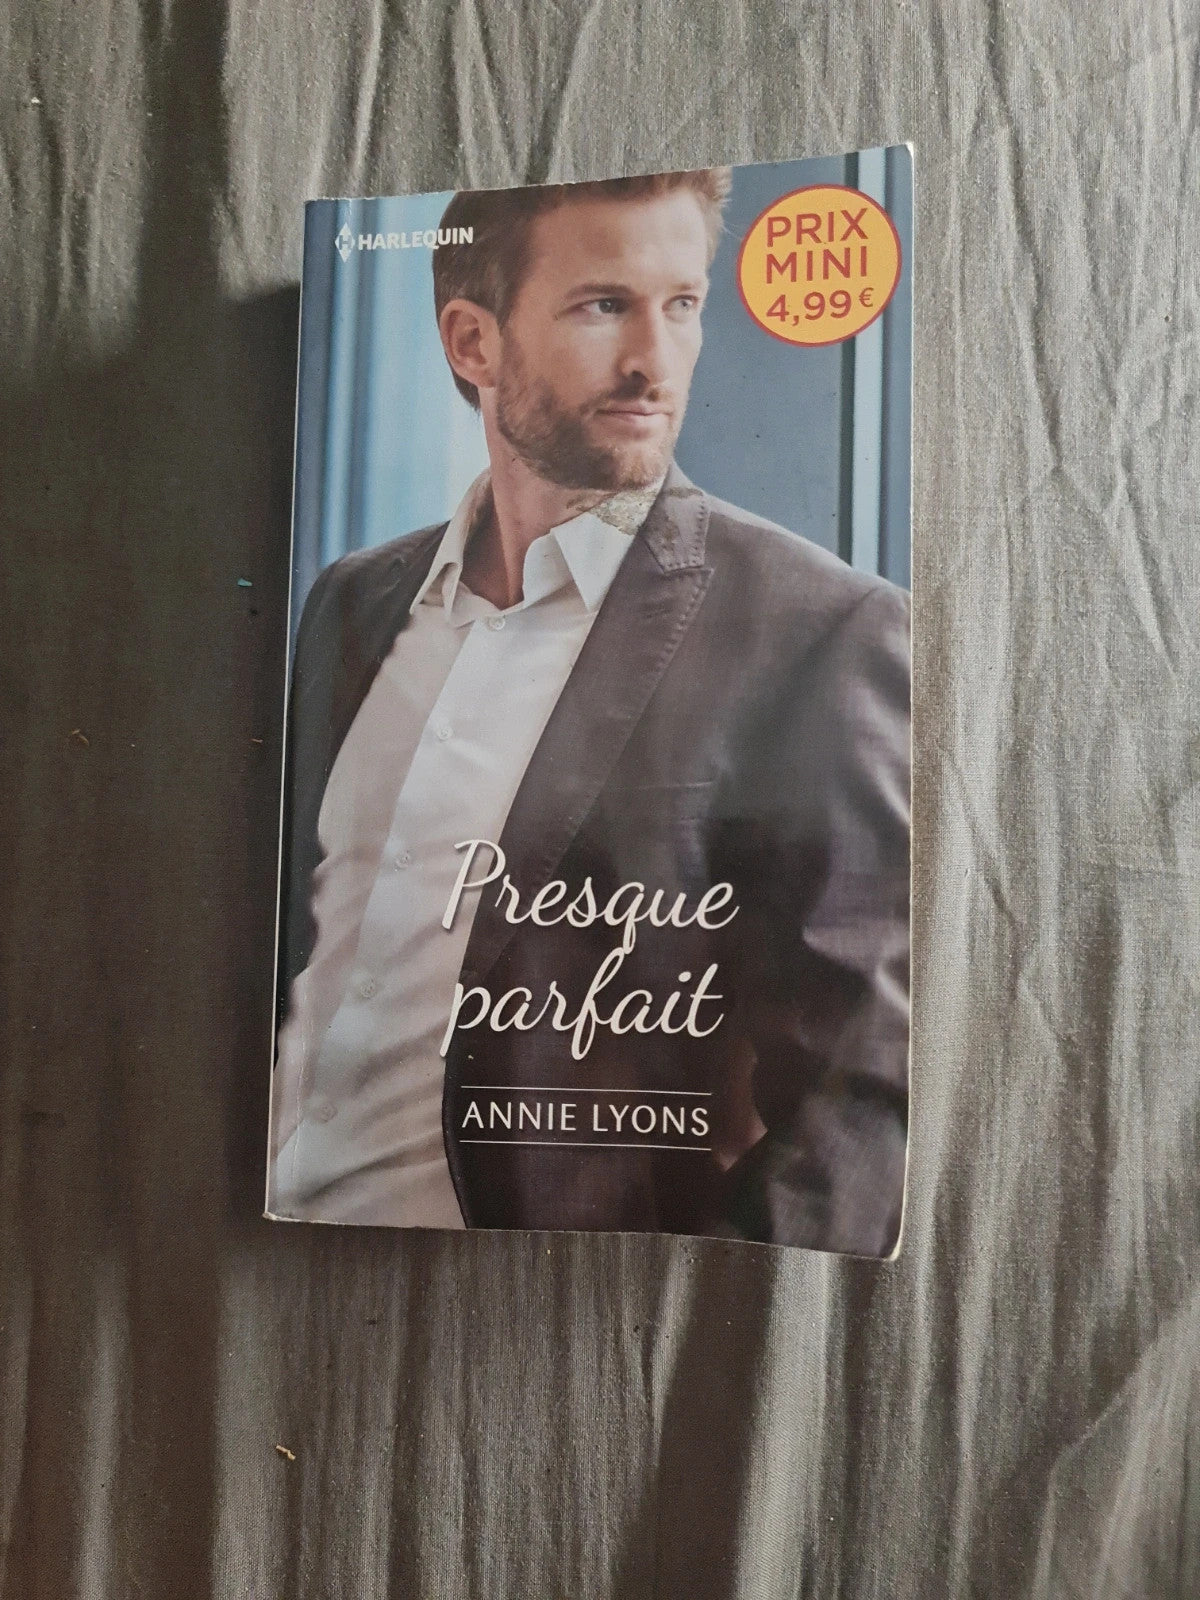 HARLEQUIN
PRIX
MINI
4,99 €
Presque
parfait
ANNIE LYONS